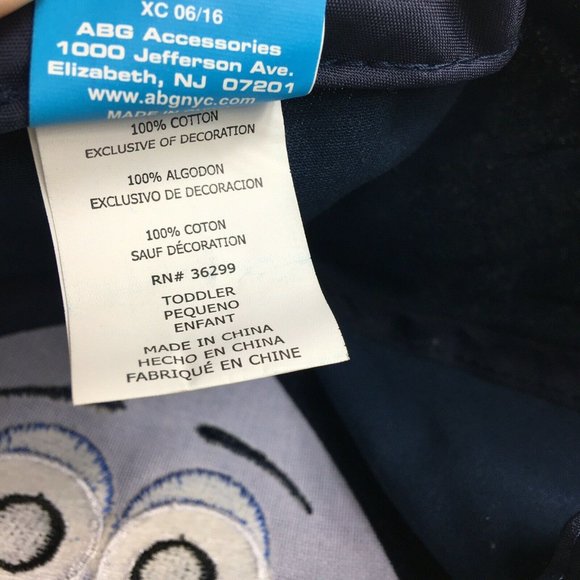 XC 06/16
ABG Accessories
1000 Jefferson Ave.
Elizabeth, NJ 07201
www.abgnyc.com
MADE IN
100% COTTON
EXCLUSIVE OF DECORATION
100% ALGODON
EXCLUSIVO DE DECORACION
100% COTON
SAUF DÉCORATION
RN# 36299
TODDLER
PEQUENO
ENFANT
MADE IN CHINA
HECHO EN CHINA
FABRIQUÉ EN CHINE